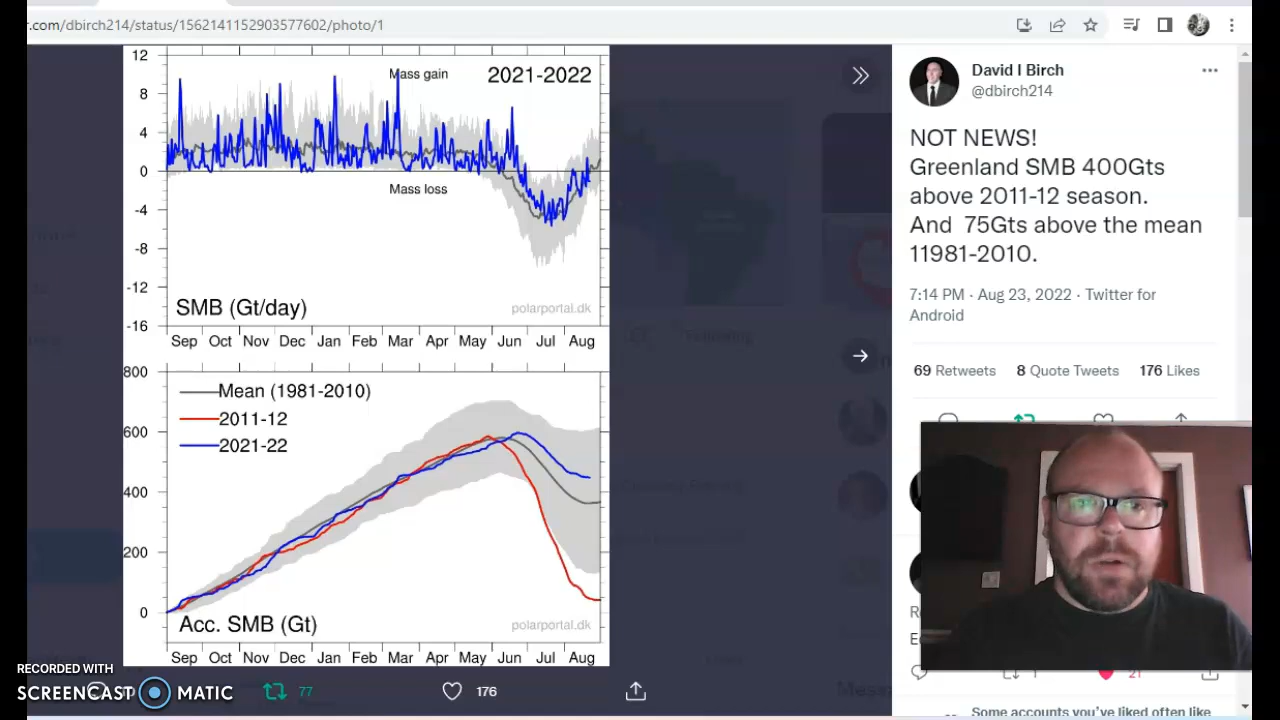 r.com/dbirch214/status/1562141152903577602/photo/1
12
8
4
0
-4
-8
-12
-16
Mass gain
2021-2022
Mass loss
SMB (Gt/day)
polarportal.dk
Sep Oct Nov Dec Jan Feb Mar Apr May Jun Jul Aug
800
600
400
200
0
Mean (1981-2010)
2011-12
2021-22
Acc. SMB (Gt)
polarportal.dk
Sep Oct Nov Dec Jan Feb Mar Apr May Jun Jul Aug
77
176
RECORDED WITH
SCREENCAST MATIC
David I Birch
@dbirch214
NOT NEWS!
Greenland SMB 400Gts
above 2011-12 season.
And 75Gts above the mean
11981-2010.
7:14 PM · Aug 23, 2022 · Twitter for
Android
69 Retweets 8 Quote Tweets 176 Likes
1 21
Some accounts you've liked often like